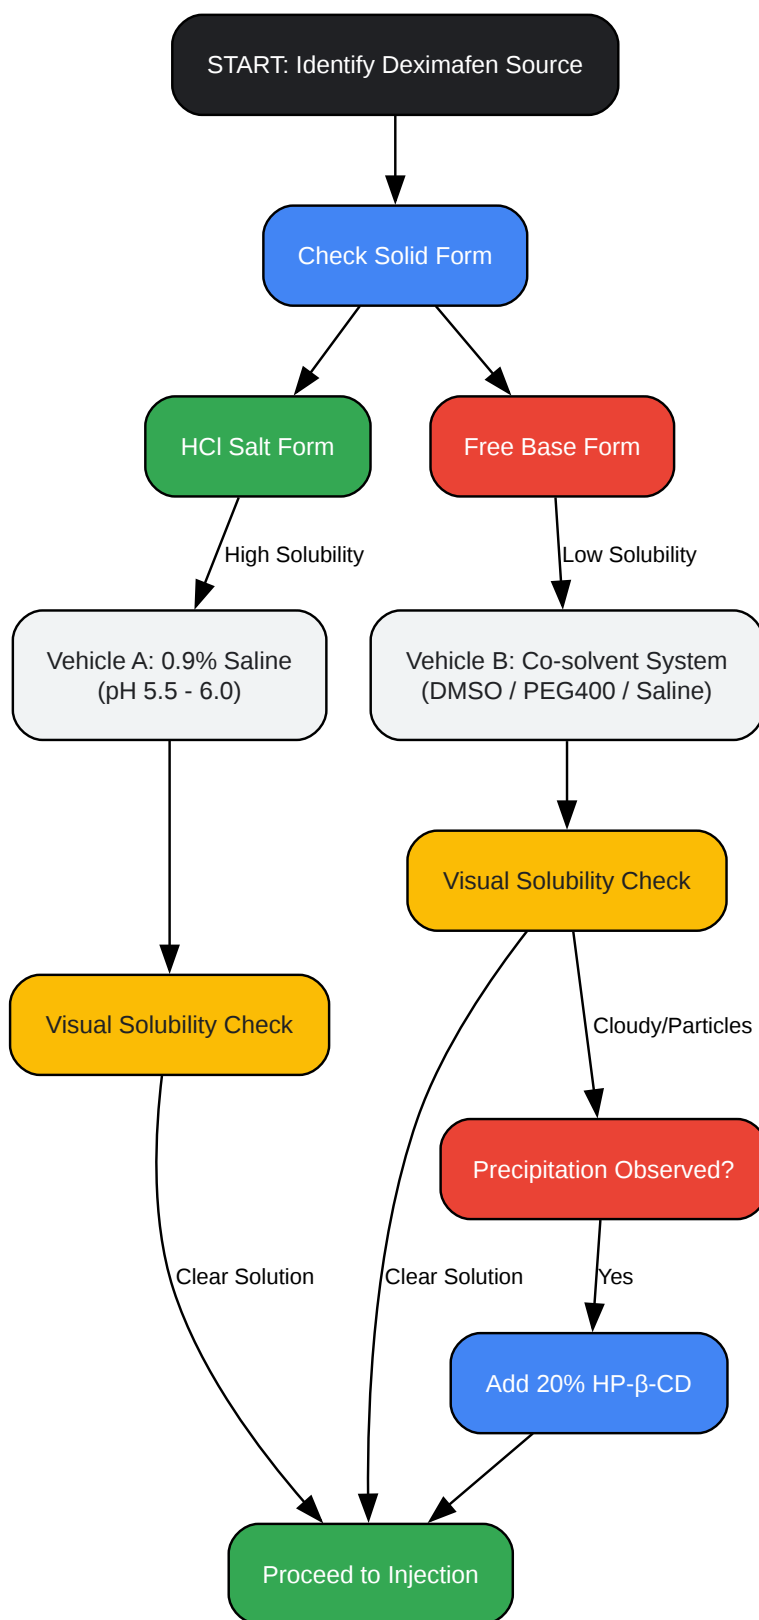 START: Identify Deximafen Source
Check Solid Form
HCl Salt Form
Free Base Form
High Solubility
Low Solubility
Vehicle A: 0.9% Saline
(pH 5.5 - 6.0)
Vehicle B: Co-solvent System
(DMSO / PEG400 / Saline)
Visual Solubility Check
Visual Solubility Check
Cloudy/Particles
Precipitation Observed?
Clear Solution
Clear Solution
Yes
Add 20% HP-β-CD
Proceed to Injection